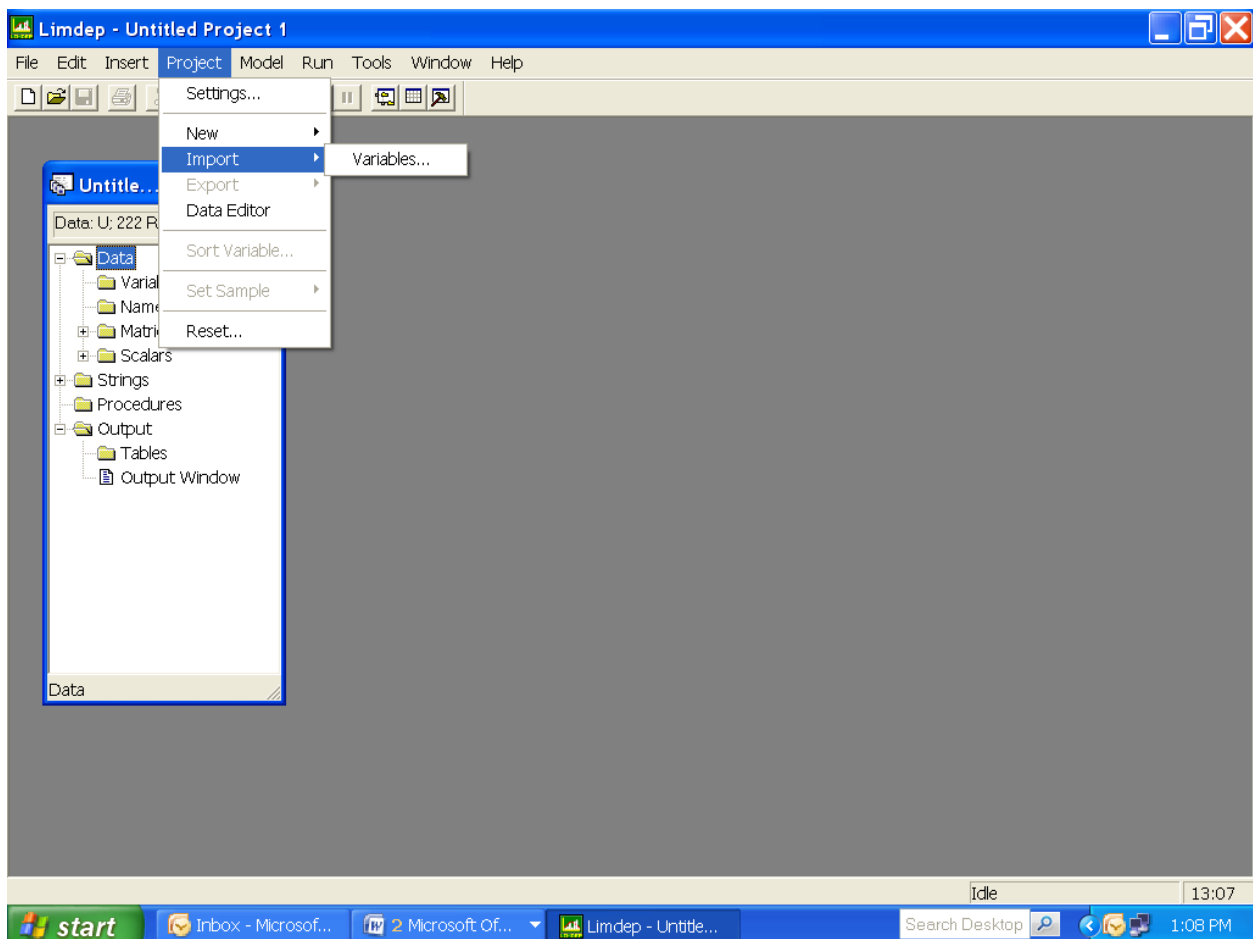 Limdep - Untitled Project 1
File Edit Insert Project Model Run Tools Window Help
Settings...
New
Import
Variables...
Export
Data Editor
Sort Variable...
Set Sample
Reset...
Untitle...
Data: U; 222 R
Data
Varial
Name
Matri
Scalars
Strings
Procedures
Output
Tables
Output Window
Data
Idle 13:07
start Inbox - Microsof... 2 Microsoft Of... Limdep - Untitle... Search Desktop 1:08 PM